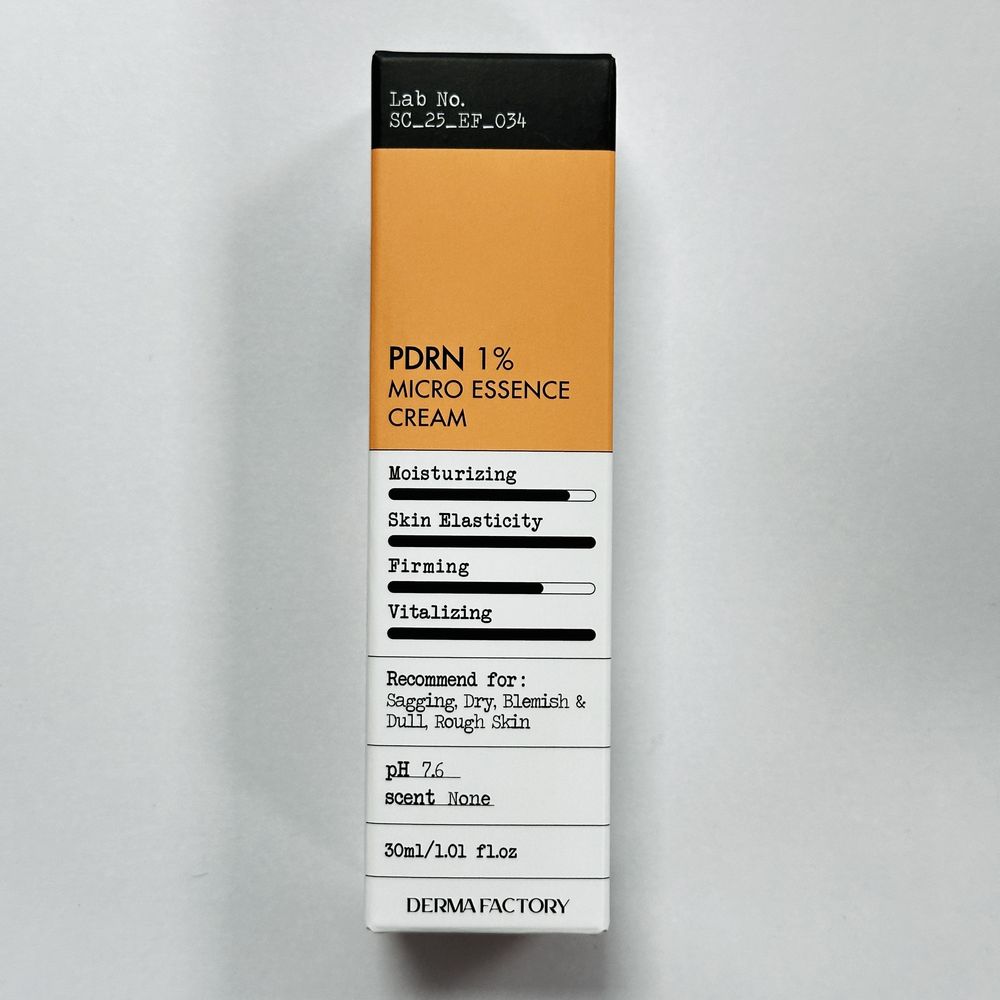 Lab No.
SC_25_EF_034
PDRN 1%
MICRO ESSENCE
CREAM
Moisturizing
Skin Elasticity
Firming
Vitalizing
Recommend for:
Sagging, Dry, Blemish &
Dull, Rough Skin
pH 7.6
scent None
30ml/1.01 fl.oz
DERMA FACTORY